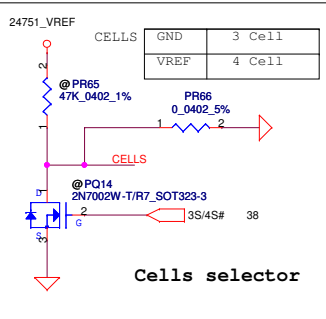 24751_VREF
CELLS GND 3 Cell
VREF 4 Cell
2
@PR65
47K_0402_1%
1
PR66
0_0402_5%
1 2
CELLS
@PQ14
2N7002W-T/R7_SOT323-3
D 1
2
G
S 3
3S/4S# 38
Cells selector